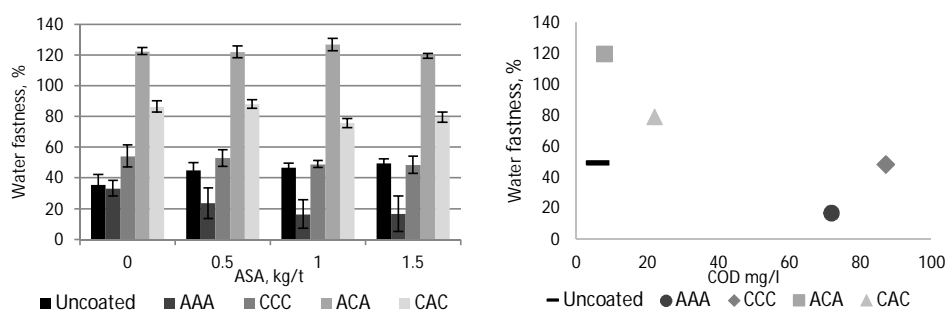 Water fastness, %
140
120
100
80
60
40
20
0
0 0.5 1 1.5
ASA, kg/t
Uncoated AAA CCC ACA CAC
Water fastness, %
140
120
100
80
60
40
20
0
0 20 40 60 80 100
COD mg/l
Uncoated AAA CCC ACA CAC